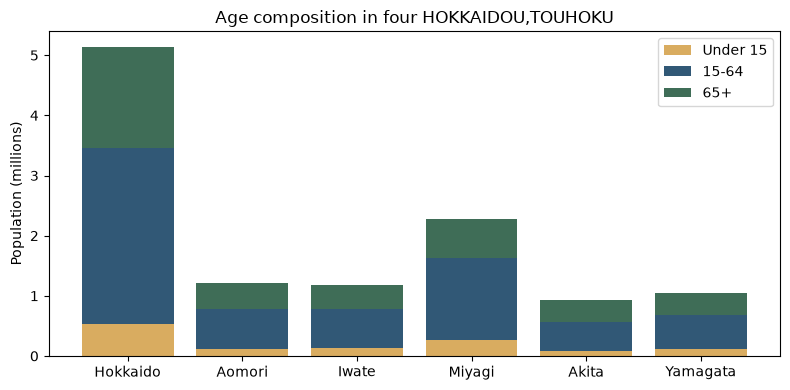 Age composition in four HOKKAIDOU,TOUHOKU
Under 15
15-64
65+
Population (millions)
5
4
3
2
1
0
Hokkaido Aomori Iwate Miyagi Akita Yamagata